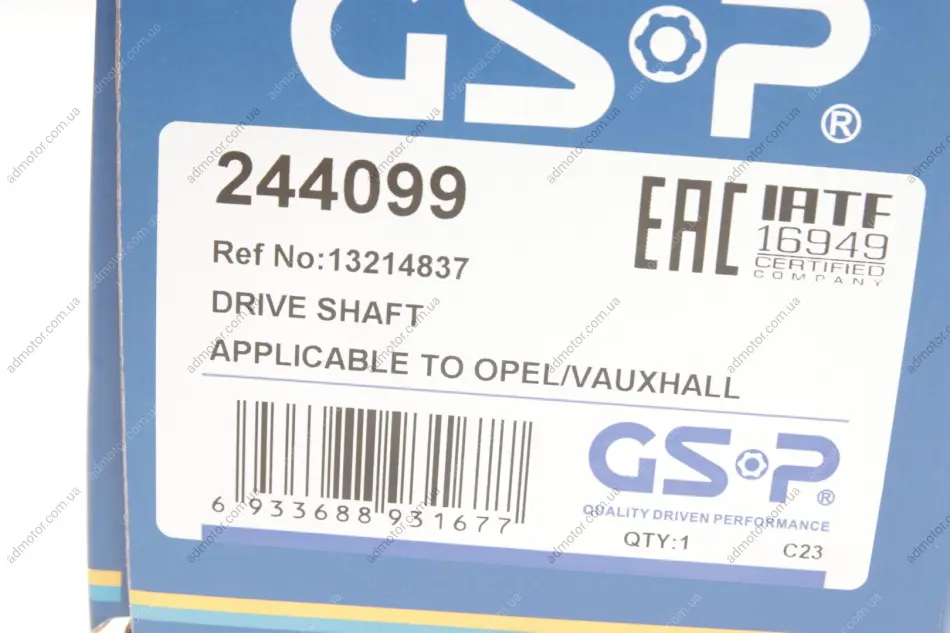 GSP®
244099
EAC
IATF
16949
CERTIFIED
COMPANY
Ref No:13214837
DRIVE SHAFT
APPLICABLE TO OPEL/VAUXHALL
6 933688 931677
GSP®
QUALITY DRIVEN PERFORMANCE
QTY:1
C23
admotor.com.ua